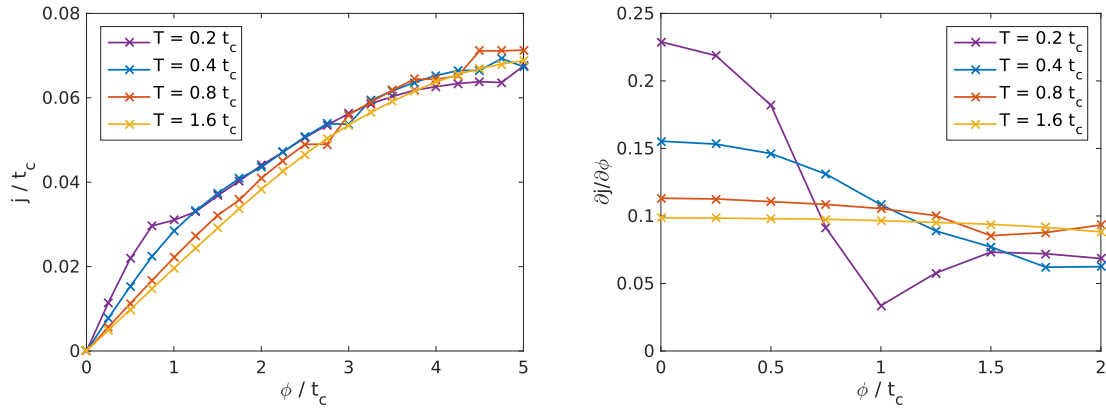 0.08
0.06
0.04
0.02
0
0 1 2 3 4 5
j / t_c
ϕ / t_c
T = 0.2 t_c
T = 0.4 t_c
T = 0.8 t_c
T = 1.6 t_c
0.25
0.2
0.15
0.1
0.05
0
0 0.5 1 1.5 2
∂j/∂ϕ
ϕ / t_c
T = 0.2 t_c
T = 0.4 t_c
T = 0.8 t_c
T = 1.6 t_c